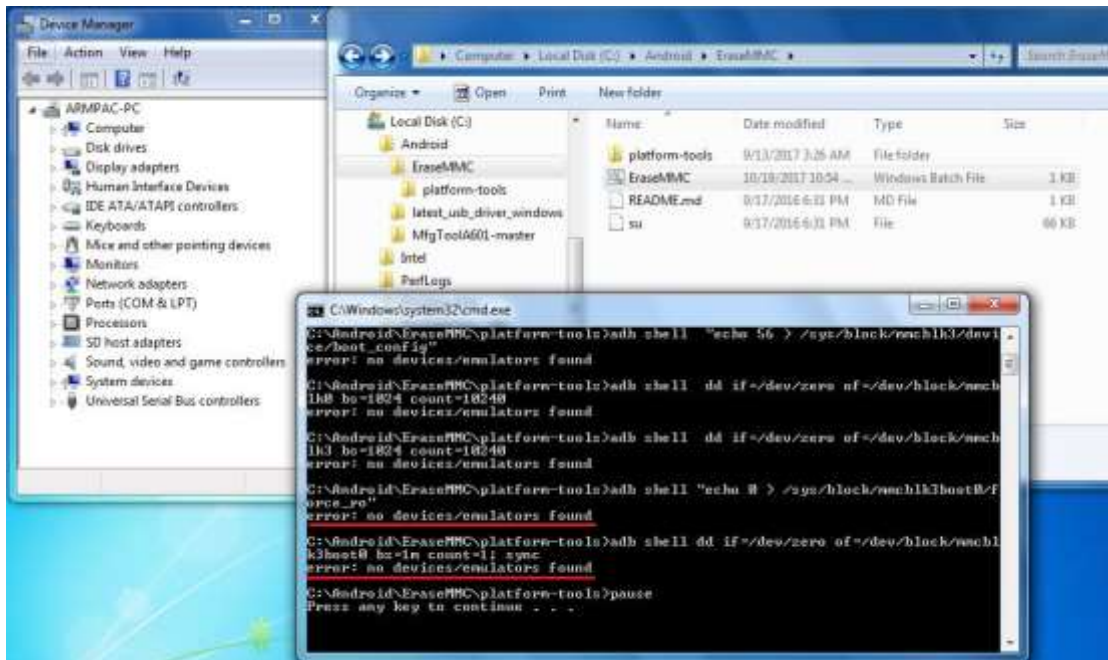 Device Manager
File Action View Help
ARMPAC-PC
Computer
Disk drives
Display adapters
Human Interface Devices
IDE ATA/ATAPI controllers
Keyboards
Mice and other pointing devices
Monitors
Network adapters
Ports (COM & LPT)
Processors
SD host adapters
Sound, video and game controllers
System devices
Universal Serial Bus controllers
Computer Local Disk (C:) Android EraseMMC
Organize Open Print New folder
Local Disk (C:)
Android
EraseMMC
platform-tools
latest_usb_driver_windows
MfgToolA601-master
Intel
PerfLogs
Name Date modified Type Size
platform-tools 9/13/2017 3:26 AM File folder
EraseMMC 10/19/2017 10:54 ... Windows Batch File 1 KB
README.md 9/17/2016 6:31 PM MD File 1 KB
su 9/17/2016 6:31 PM File 66 KB
C:\Windows\system32\cmd.exe
C:\Android\EraseMMC\platform-tools>adb shell "echo 56 > /sys/block/mmcblk3/devi
ce/boot_config"
error: no devices/emulators found
C:\Android\EraseMMC\platform-tools>adb shell dd if=/dev/zero of=/dev/block/mmcb
lk0 bs=1024 count=10240
error: no devices/emulators found
C:\Android\EraseMMC\platform-tools>adb shell dd if=/dev/zero of=/dev/block/mmcb
lk3 bs=1024 count=10240
error: no devices/emulators found
C:\Android\EraseMMC\platform-tools>adb shell "echo 0 > /sys/block/mmcblk3boot0/f
orce_ro"
error: no devices/emulators found
C:\Android\EraseMMC\platform-tools>adb shell dd if=/dev/zero of=/dev/block/mmcbl
k3boot0 bs=1m count=1; sync
error: no devices/emulators found
C:\Android\EraseMMC\platform-tools>pause
Press any key to continue . . .